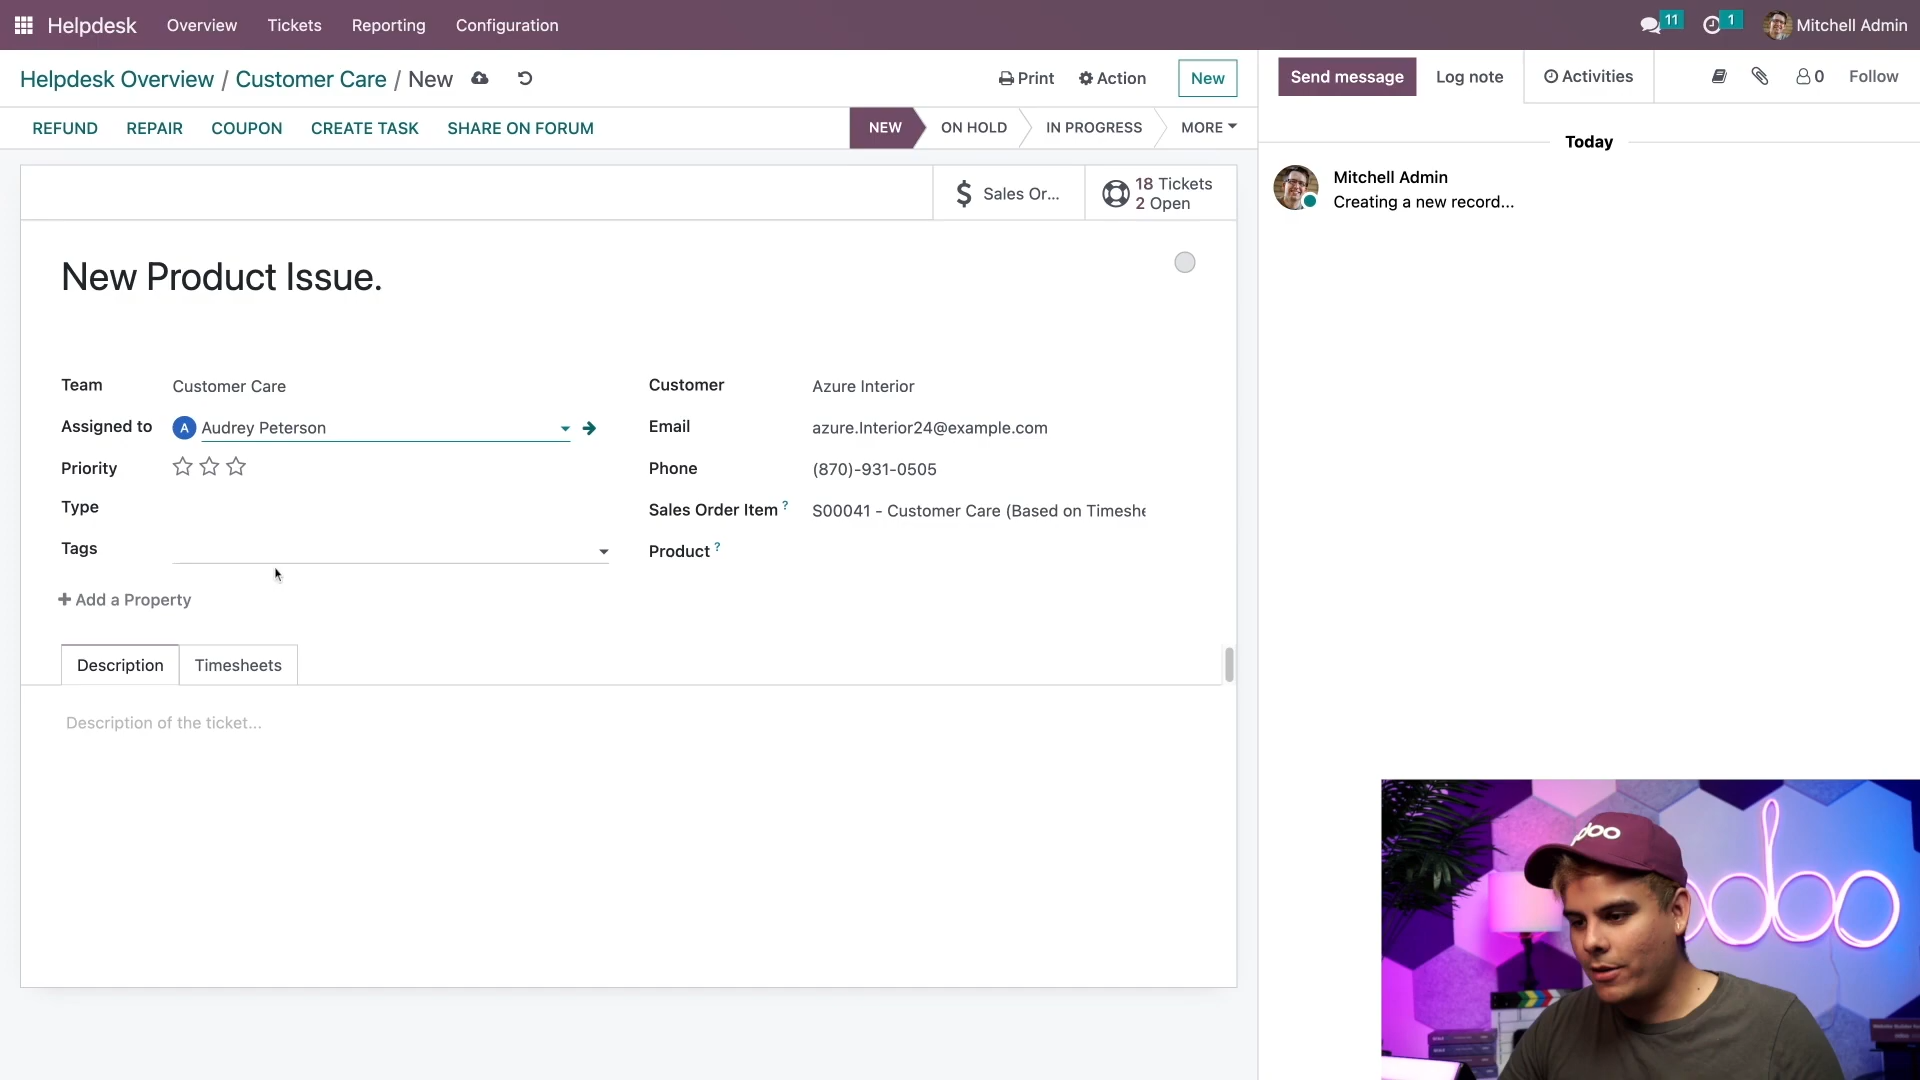 Helpdesk Overview Tickets Reporting Configuration 11 1 Mitchell Admin
Helpdesk Overview / Customer Care / New Print Action New
Send message Log note Activities 0 Follow
REFUND REPAIR COUPON CREATE TASK SHARE ON FORUM NEW ON HOLD IN PROGRESS MORE
Today
Mitchell Admin
Creating a new record...
$ Sales Or... 18 Tickets
2 Open
New Product Issue.
Team Customer Care
Customer Azure Interior
Assigned to A Audrey Peterson
Email azure.Interior24@example.com
Priority
Phone (870)-931-0505
Type
Sales Order Item ? S00041 - Customer Care (Based on Timeshe
Tags
Product ?
+ Add a Property
Description Timesheets
Description of the ticket...
odoo
odoo